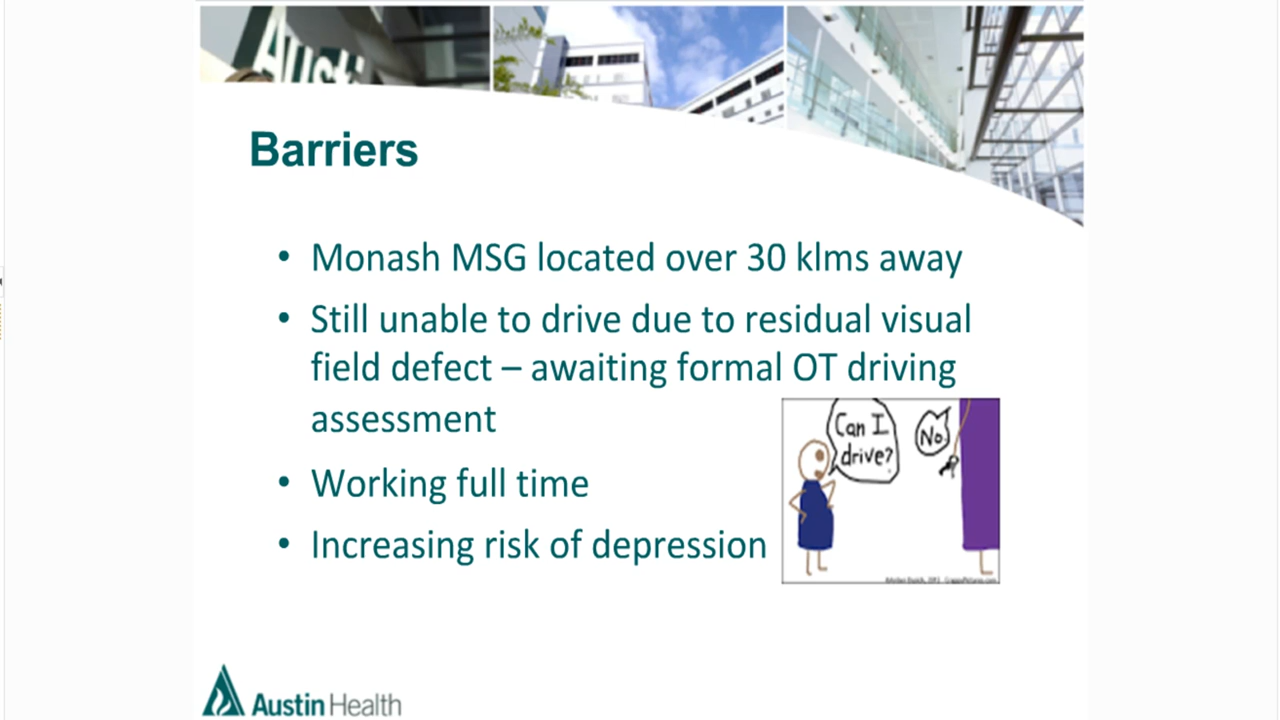 Austi
Barriers
• Monash MSG located over 30 klms away
• Still unable to drive due to residual visual
field defect – awaiting formal OT driving
assessment
Can I
drive?
No.
• Working full time
• Increasing risk of depression
Austin Health